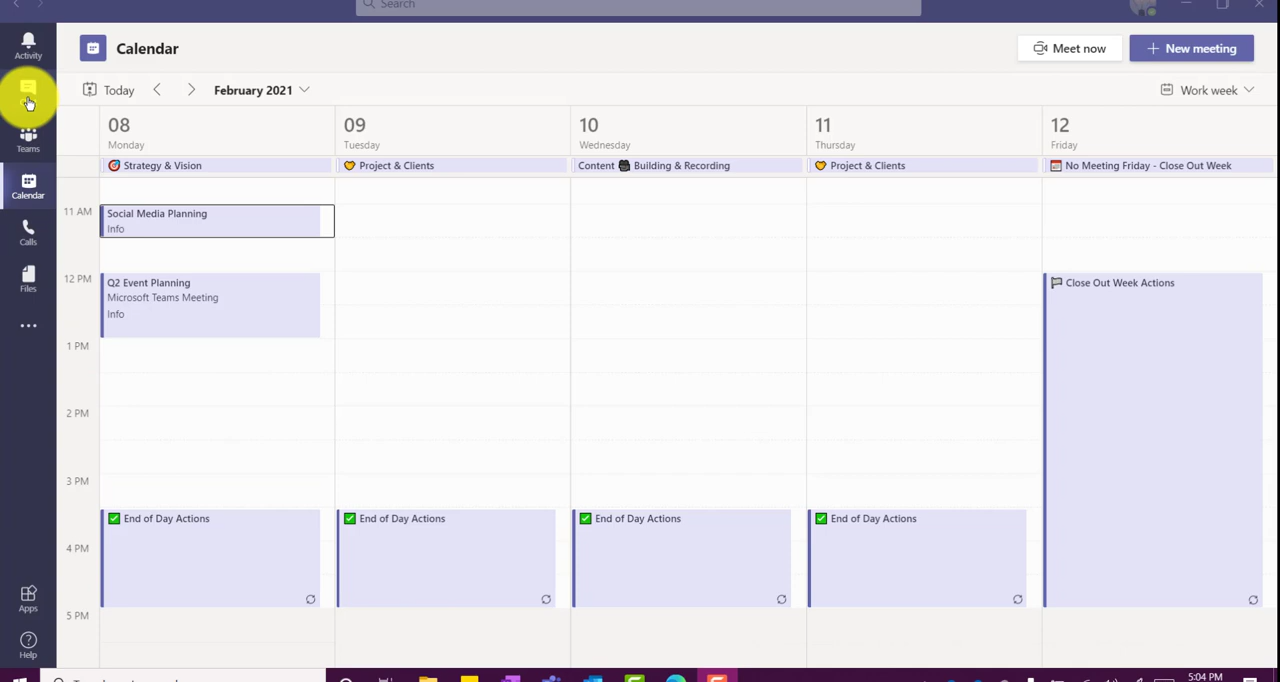 Search
Activity
Teams
Calendar
Calls
Files
Apps
Help
Calendar
Meet now
New meeting
Today
February 2021
Work week
08
Monday
09
Tuesday
10
Wednesday
11
Thursday
12
Friday
Strategy & Vision
Project & Clients
Content Building & Recording
Project & Clients
No Meeting Friday - Close Out Week
11 AM
Social Media Planning
Info
12 PM
Q2 Event Planning
Microsoft Teams Meeting
Info
Close Out Week Actions
1 PM
2 PM
3 PM
End of Day Actions
End of Day Actions
End of Day Actions
End of Day Actions
4 PM
5 PM
5:04 PM